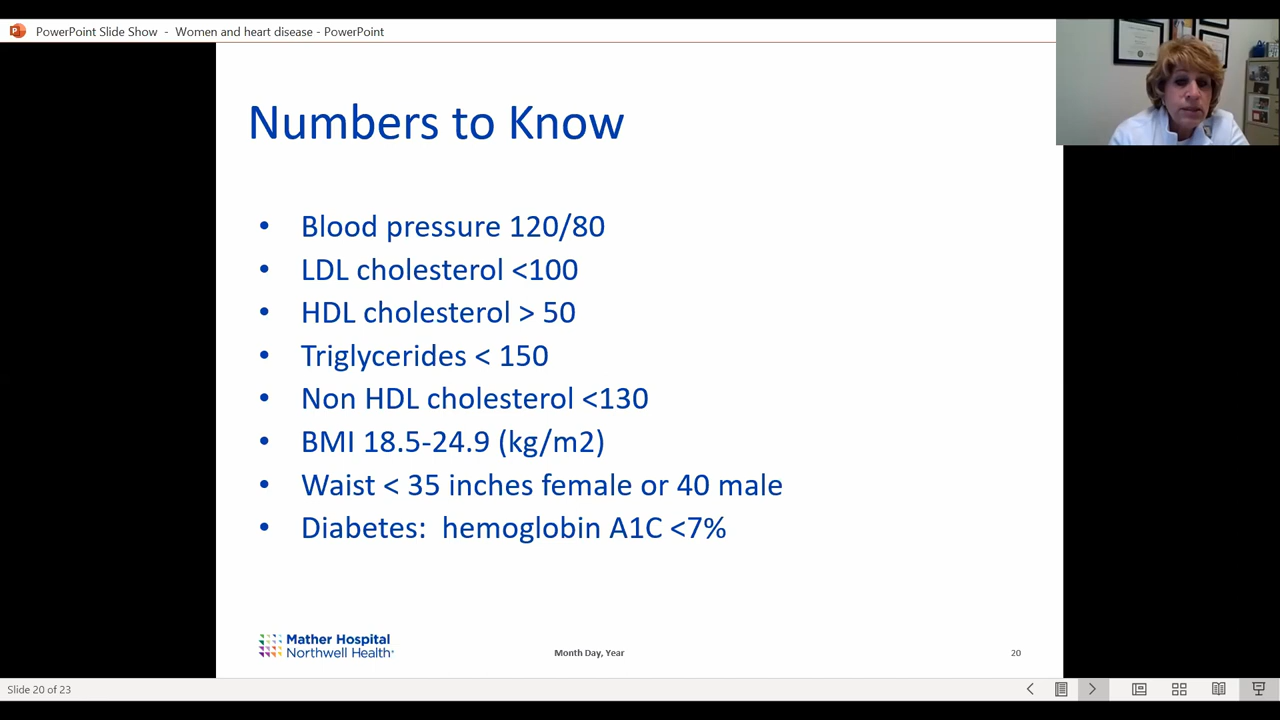 PowerPoint Slide Show - Women and heart disease - PowerPoint
Numbers to Know
• Blood pressure 120/80
• LDL cholesterol <100
• HDL cholesterol > 50
• Triglycerides < 150
• Non HDL cholesterol <130
• BMI 18.5-24.9 (kg/m2)
• Waist < 35 inches female or 40 male
• Diabetes:  hemoglobin A1C <7%
Mather Hospital
Northwell Health
Month Day, Year
20
Slide 20 of 23